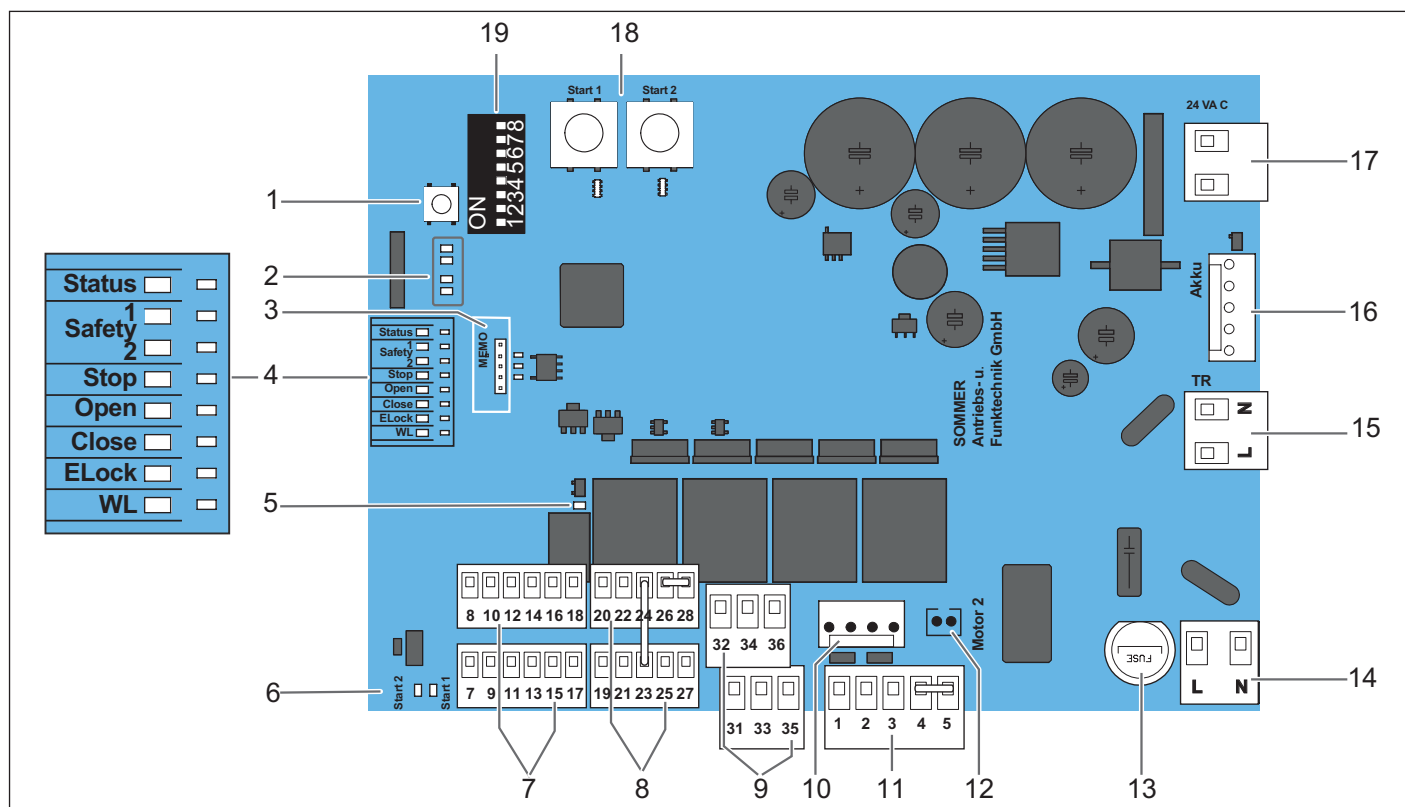 19
18
Start 1 Start 2
24 VA C
17
ON
12345678
1
2
3
MEMO
Status
1
Safety
2
Stop
Open
Close
ELock
WL
4
Status
1
Safety
2
Stop
Open
Close
ELock
WL
Akku
16
SOMMER
Antriebs- u.
Funktechnik GmbH
TR
N
L
15
5
8 10 12 14 16 18
20 22 24 26 28
32 34 36
Motor 2
FUSE
L N
14
7 9 11 13 15 17
19 21 23 25 27
31 33 35
1 2 3 4 5
6
Start 2
Start 1
7
8
9
10
11
12
13